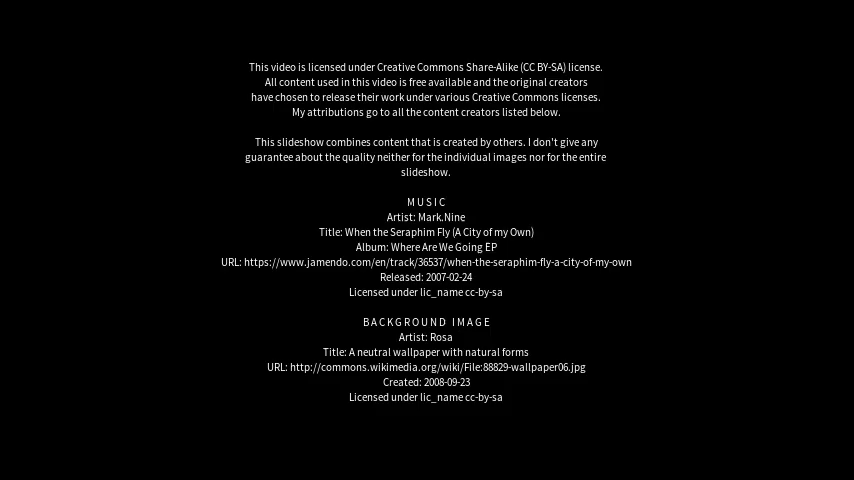 This video is licensed under Creative Commons Share-Alike (CC BY-SA) license.
All content used in this video is free available and the original creators
have chosen to release their work under various Creative Commons licenses.
My attributions go to all the content creators listed below.
This slideshow combines content that is created by others. I don't give any
guarantee about the quality neither for the individual images nor for the entire
slideshow.
MUSIC
Artist: Mark.Nine
Title: When the Seraphim Fly (A City of my Own)
Album: Where Are We Going EP
URL: https://www.jamendo.com/en/track/36537/when-the-seraphim-fly-a-city-of-my-own
Released: 2007-02-24
Licensed under lic_name cc-by-sa
BACKGROUND IMAGE
Artist: Rosa
Title: A neutral wallpaper with natural forms
URL: http://commons.wikimedia.org/wiki/File:88829-wallpaper06.jpg
Created: 2008-09-23
Licensed under lic_name cc-by-sa